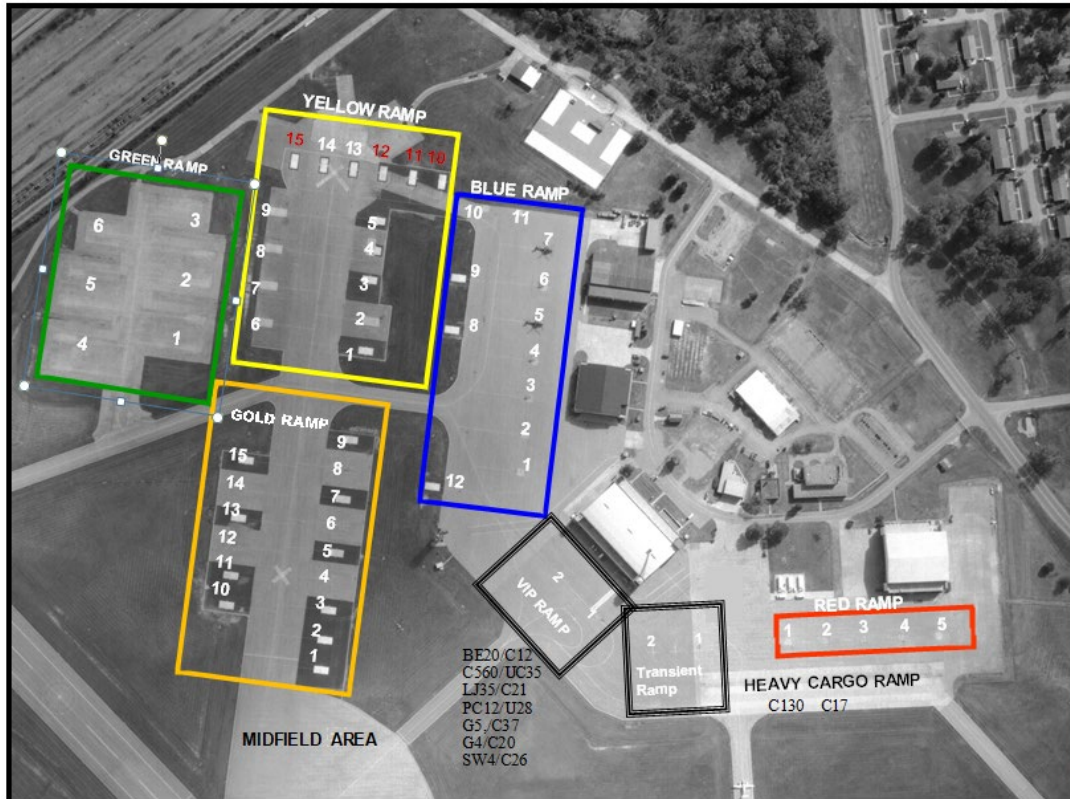 YELLOW RAMP
15 14 13 12 11 10
9
8
7
6
5
4
3
2
1
GREEN RAMP
6 3
5 2
4 1
BLUE RAMP
10 11
7
9 6
8 5
4
3
2
1
12
GOLD RAMP
9
15 8
14 7
13 6
12 5
11 4
10 3
2
1
VIP RAMP
2
1
BE20/C12
C560/UC35
LJ35/C21
PC12/U28
G5,/C37
G4/C20
SW4/C26
2 1
Transient
Ramp
RED RAMP
1 2 3 4 5
HEAVY CARGO RAMP
C130 C17
MIDFIELD AREA